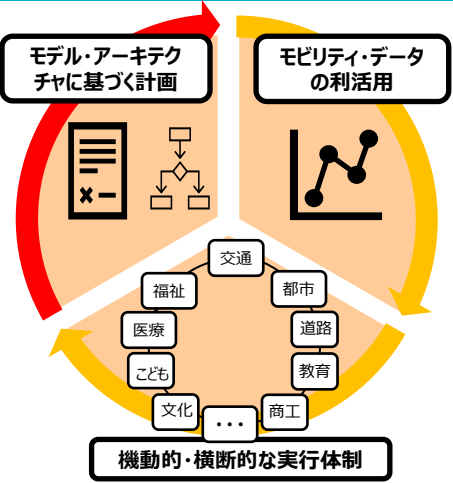 モデル・アーキテク
チャに基づく計画
モビリティ・データ
の利活用
交通
福祉
都市
医療
道路
こども
教育
文化
・・・
商工
機動的・横断的な実行体制